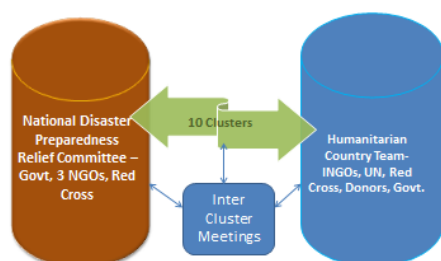 National Disaster
Preparedness
Relief Committee –
Govt, 3 NGOs, Red
Cross
10 Clusters
Humanitarian
Country Team-
INGOs, UN, Red
Cross, Donors, Govt.
Inter
Cluster
Meetings